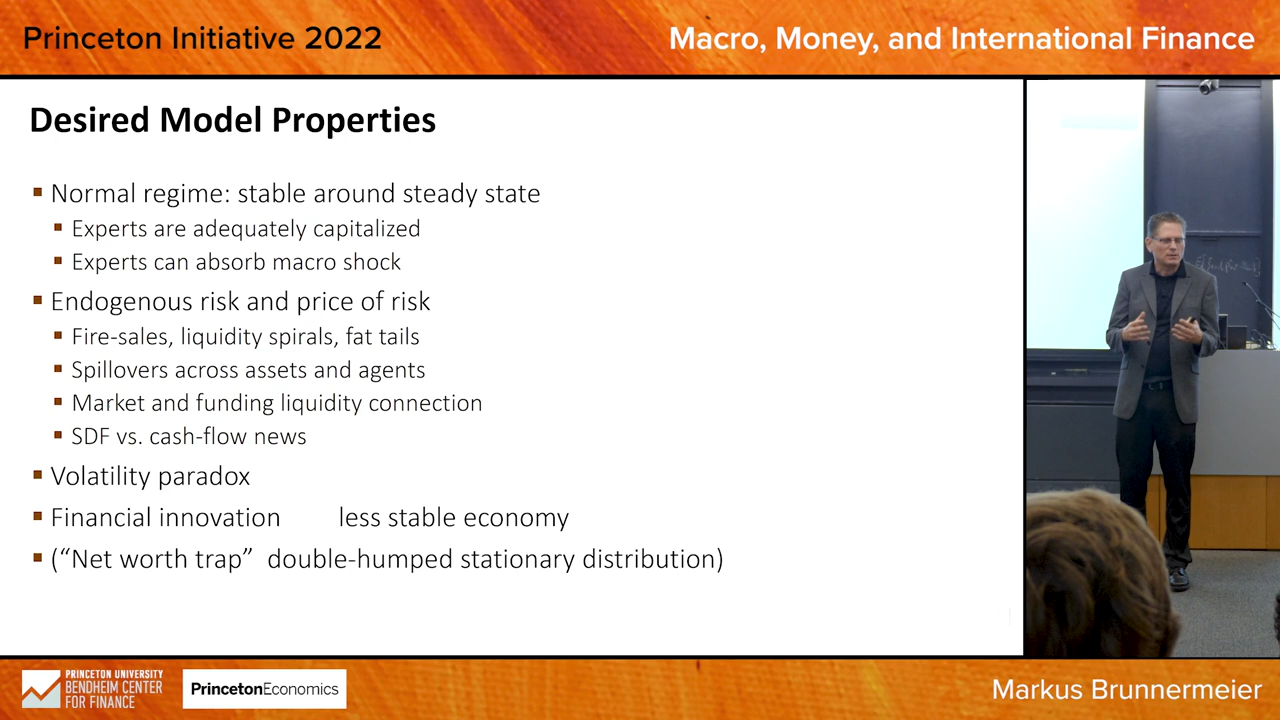 Princeton Initiative 2022
Macro, Money, and International Finance
Desired Model Properties
Normal regime: stable around steady state
Experts are adequately capitalized
Experts can absorb macro shock
Endogenous risk and price of risk
Fire-sales, liquidity spirals, fat tails
Spillovers across assets and agents
Market and funding liquidity connection
SDF vs. cash-flow news
Volatility paradox
Financial innovation less stable economy
(“Net worth trap” double-humped stationary distribution)
PRINCETON UNIVERSITY
BENDHEIM CENTER
FOR FINANCE
PrincetonEconomics
Markus Brunnermeier